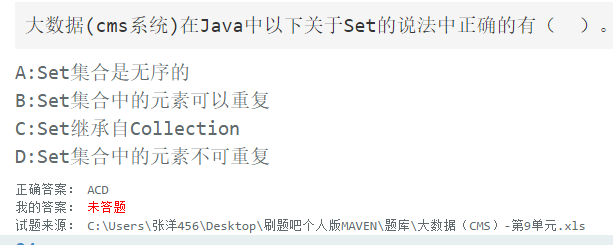 大数据(cms系统)在Java中以下关于Set的说法中正确的有（  ）。
A:Set集合是无序的
B:Set集合中的元素可以重复
C:Set继承自Collection
D:Set集合中的元素不可重复
正确答案： ACD
我的答案： 未答题
试题来源： C:\Users\张洋456\Desktop\刷题吧个人版MAVEN\题库\大数据（CMS）-第9单元.xls